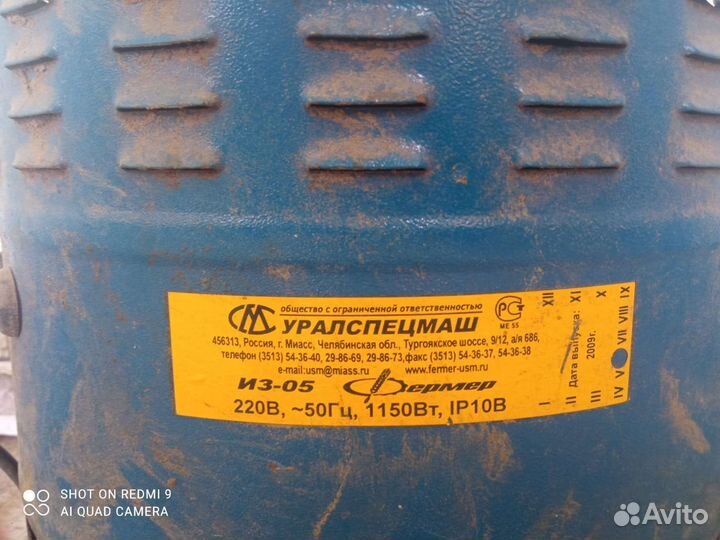 общество с ограниченной ответственностью
УРАЛСПЕЦМАШ
456313, Россия, г. Миасс, Челябинская обл., Тургоякское шоссе, 9/12, а/я 686,
телефон (3513) 54-36-40, 29-86-69, 29-86-73, факс (3513) 54-36-37, 54-36-38
e-mail:usm@miass.ru www.fermer-usm.ru
ИЗ-05 Фермер
220В, ~50Гц, 1150Вт, IP10В
РС
МЕ 55
I II III IV V VII VIII IX X XI XII
Дата выпуска:
2009г.
SHOT ON REDMI 9
AI QUAD CAMERA
Avito